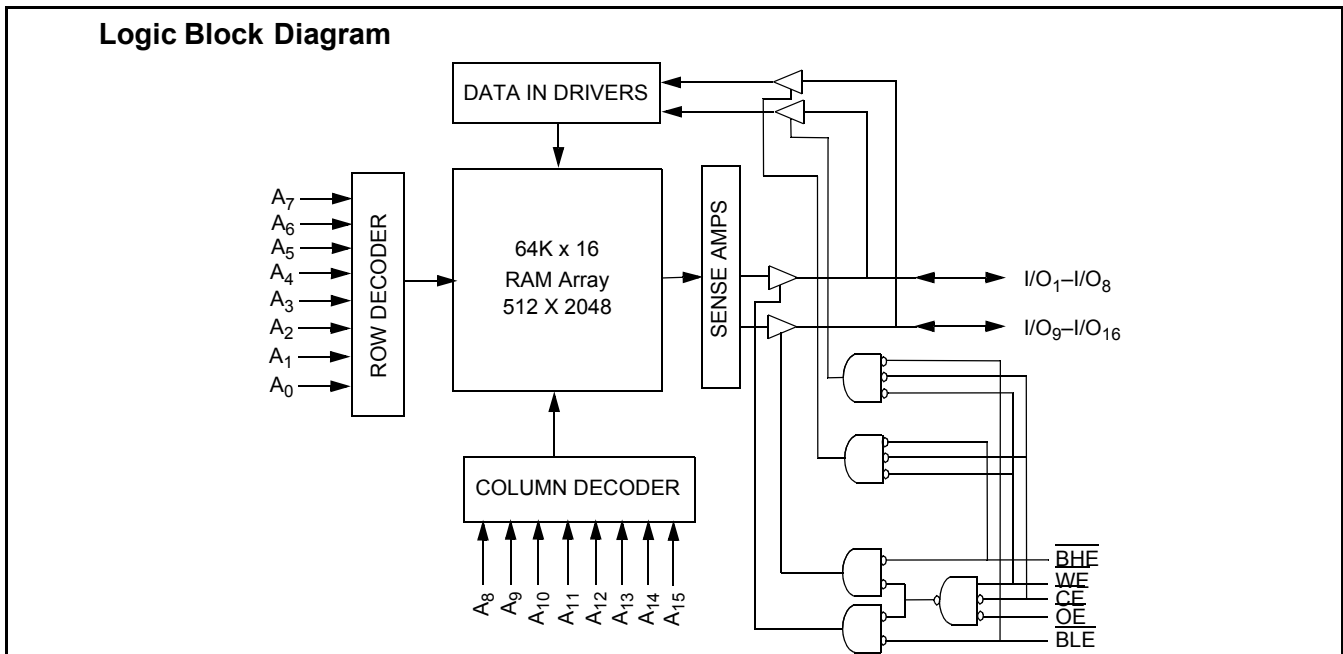 Logic Block Diagram
DATA IN DRIVERS
A7
A6
A5
A4
A3
A2
A1
A0
ROW DECODER
64K x 16
RAM Array
512 X 2048
SENSE AMPS
I/O1–I/O8
I/O9–I/O16
COLUMN DECODER
A8
A9
A10
A11
A12
A13
A14
A15
BHE
WE
CE
OE
BLE